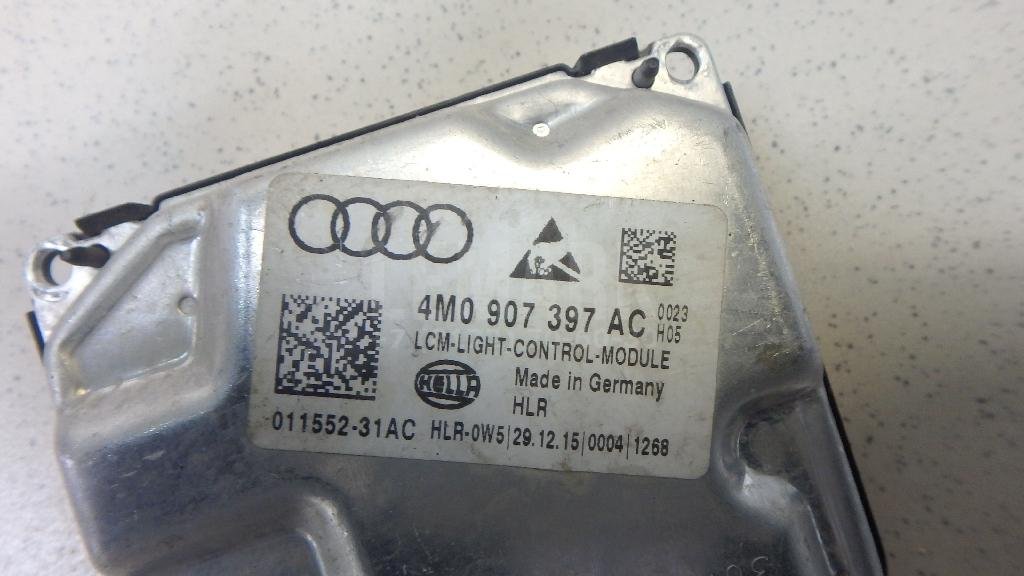 4M0 907 397 AC 0023
H05
LCM-LIGHT-CONTROL-MODULE
HELLA
Made in Germany
HLR
011552-31AC HLR-0W5|29.12.15|0004|1268